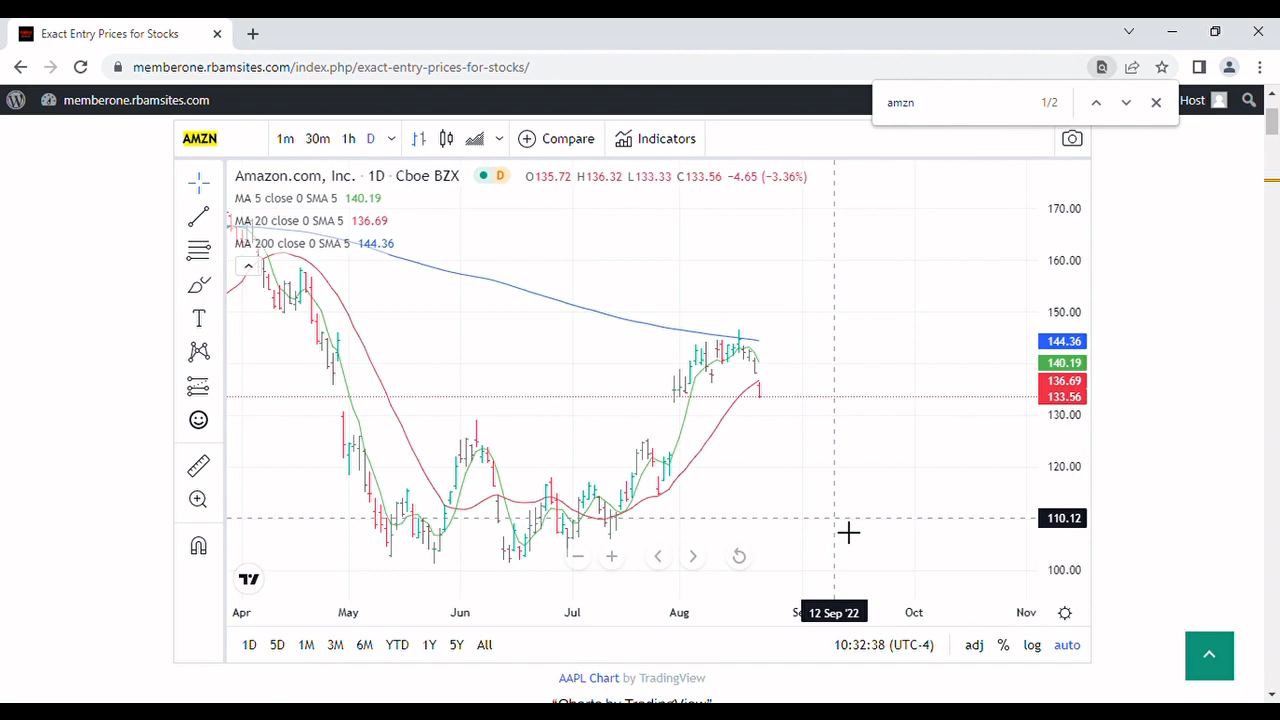 Exact Entry Prices for Stocks
memberone.rbamsites.com/index.php/exact-entry-prices-for-stocks/
memberone.rbamsites.com
amzn 1/2
Host
AMZN 1m 30m 1h D Compare Indicators
Amazon.com, Inc. · 1D · Cboe BZX D O135.72 H136.32 L133.33 C133.56 −4.65 (−3.36%)
MA 5 close 0 SMA 5 140.19
MA 20 close 0 SMA 5 136.69
MA 200 close 0 SMA 5 144.36
170.00
160.00
150.00
144.36
140.19
136.69
133.56
130.00
120.00
110.12
100.00
Apr May Jun Jul Aug 12 Sep '22 Oct Nov
1D 5D 1M 3M 6M YTD 1Y 5Y All 10:32:38 (UTC-4) adj % log auto
AAPL Chart by TradingView
"Charts by TradingView"